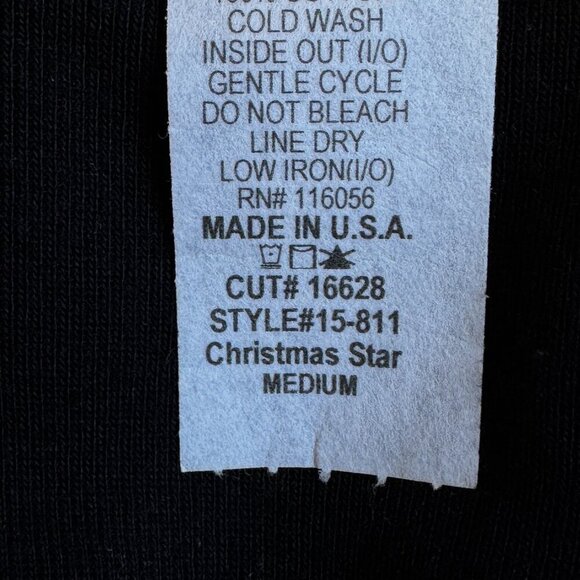 COLD WASH
INSIDE OUT (I/O)
GENTLE CYCLE
DO NOT BLEACH
LINE DRY
LOW IRON(I/O)
RN# 116056
MADE IN U.S.A.
CUT# 16628
STYLE#15-811
Christmas Star
MEDIUM